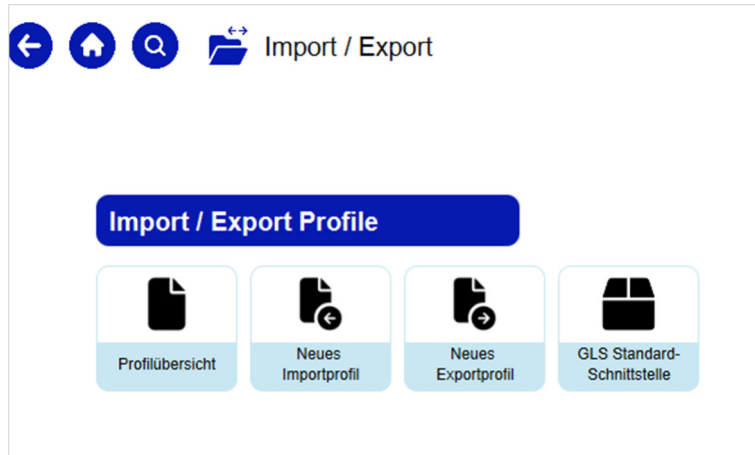 Import / Export
Import / Export Profile
Profilübersicht
Neues
Importprofil
Neues
Exportprofil
GLS Standard-
Schnittstelle